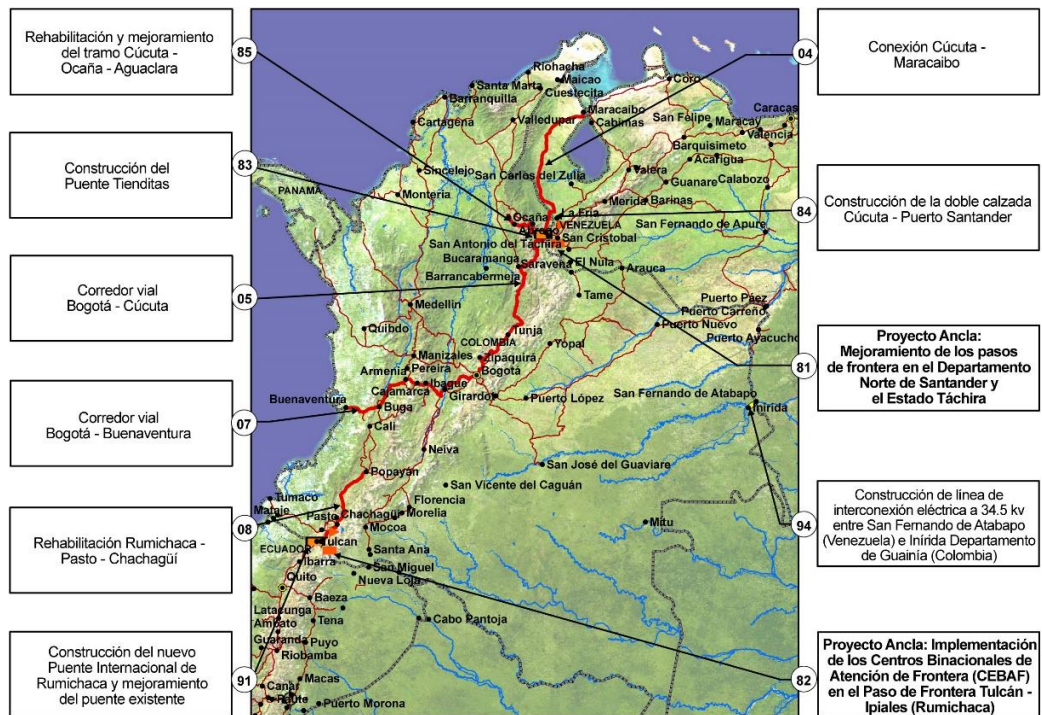 Rehabilitación y mejoramiento
del tramo Cúcuta -
Ocaña - Aguaclara
85
Construcción del
Puente Tienditas
83
Corredor vial
Bogotá - Cúcuta
05
Corredor vial
Bogotá - Buenaventura
07
Rehabilitación Rumichaca -
Pasto - Chachagüí
08
Construcción del nuevo
Puente Internacional de
Rumichaca y mejoramiento
del puente existente
91
Riohacha
Maicao
Santa Marta
Cuestecita
Coro
Barranquilla
Maracaibo
Caracas
Cartagena
Valledupar
Cabimas
San Felipe
Maracay
Valencia
Barquisimeto
Acarigua
Sincelejo
San Carlos del Zulia
Valera
Guanare
Calabozo
PANAMA
Montería
Merida
Barinas
Ocaña
La Fría
VENEZUELA
San Fernando de Apure
San Cristobal
San Antonio del Táchira
Bucaramanga
Saravena
El Nula
Barrancabermeja
Arauca
Tame
Puerto Páez
Medellín
Puerto Carreño
Quibdo
Tunja
Puerto Nuevo
COLOMBIA
Yopal
Puerto Ayacucho
Manizales
Zipaquirá
Pereira
Bogotá
Armenia
Ibague
Cajamarca
Girardot
Puerto López
San Fernando de Atabapo
Buenaventura
Buga
Inírida
Cali
Neiva
San José del Guaviare
Popayán
San Vicente del Caguán
Tumaco
Florencia
Mataje
Morelia
Pasto
Chachagüí
Mocoa
Mitu
Tulcan
ECUADOR
Santa Ana
Ibarra
San Miguel
Quito
Nueva Loja
Baeza
Latacunga
Tena
Cabo Pantoja
Ambato
Guaranda
Puyo
Riobamba
Macas
Cañar
Paute
Puerto Morona
04
Conexión Cúcuta -
Maracaibo
84
Construcción de la doble calzada
Cúcuta - Puerto Santander
81
Proyecto Ancla:
Mejoramiento de los pasos
de frontera en el Departamento
Norte de Santander y
el Estado Táchira
94
Construcción de línea de
interconexión eléctrica a 34.5 kv
entre San Fernando de Atabapo
(Venezuela) e Inírida Departamento
de Guainía (Colombia)
82
Proyecto Ancla: Implementación
de los Centros Binacionales de
Atención de Frontera (CEBAF)
en el Paso de Frontera Tulcán -
Ipiales (Rumichaca)